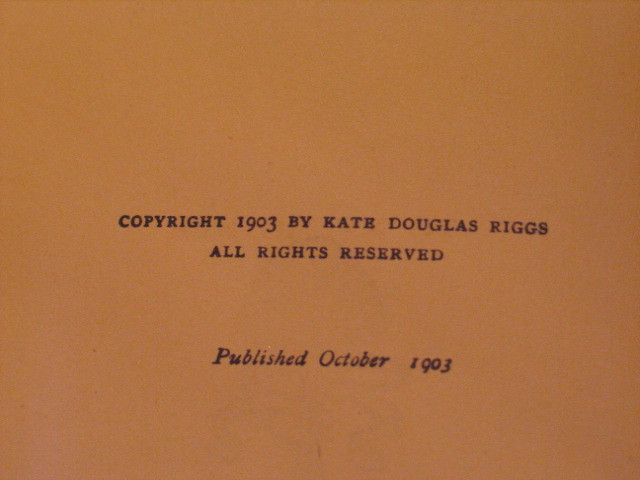 COPYRIGHT 1903 BY KATE DOUGLAS RIGGS
ALL RIGHTS RESERVED
Published October 1903